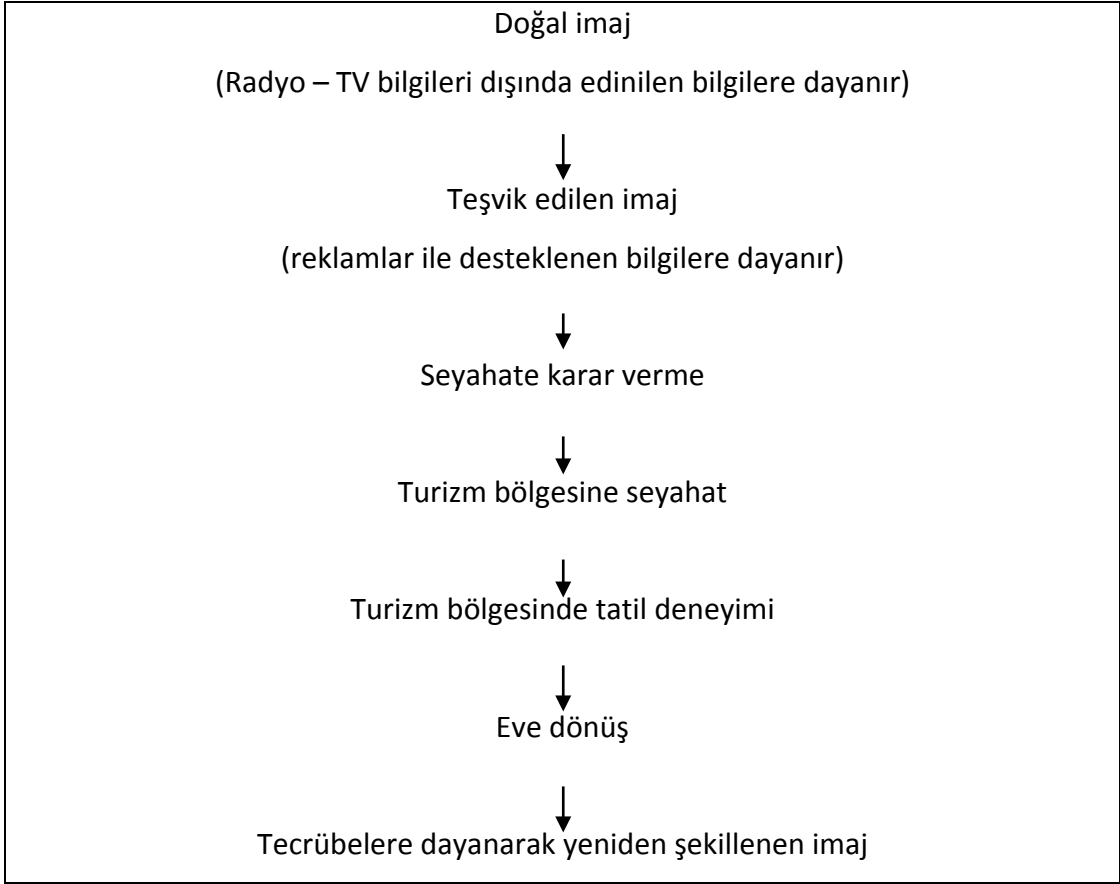 Doğal imaj
(Radyo – TV bilgileri dışında edinilen bilgilere dayanır)
Teşvik edilen imaj
(reklamlar ile desteklenen bilgilere dayanır)
Seyahate karar verme
Turizm bölgesine seyahat
Turizm bölgesinde tatil deneyimi
Eve dönüş
Tecrübelere dayanarak yeniden şekillenen imaj